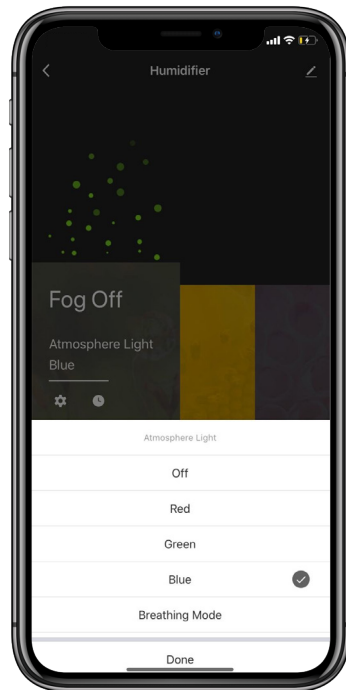 Humidifier
Fog Off
Atmosphere Light
Blue
Atmosphere Light
Off
Red
Green
Blue
Breathing Mode
Done